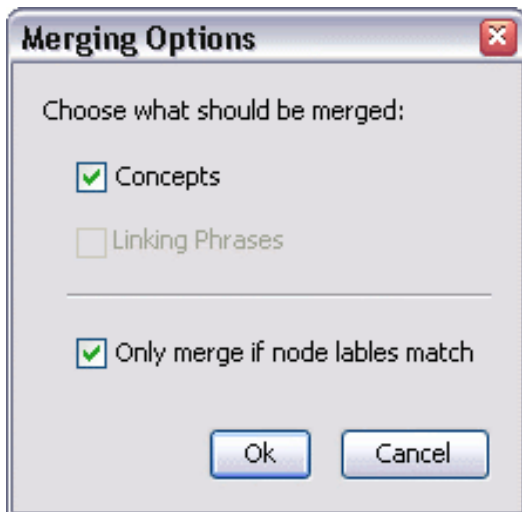 Merging Options
Choose what should be merged:
Concepts
Linking Phrases
Only merge if node lables match
Ok
Cancel